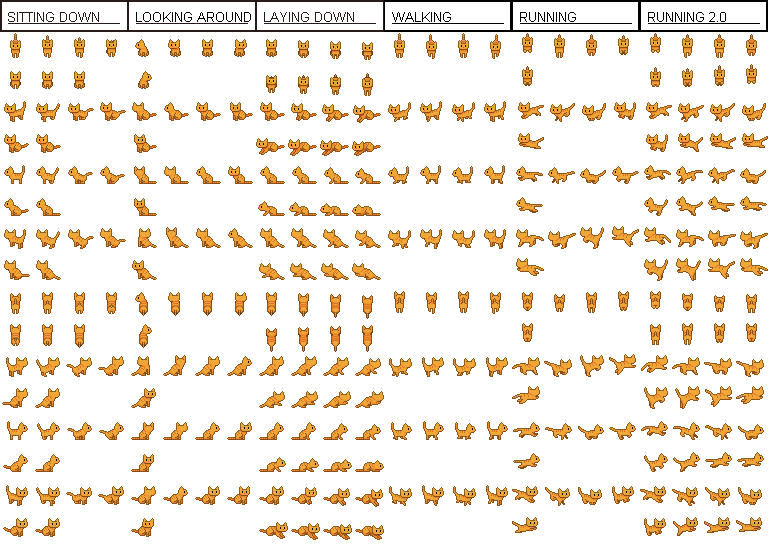 SITTING DOWN
LOOKING AROUND
LAYING DOWN
WALKING
RUNNING
RUNNING 2.0